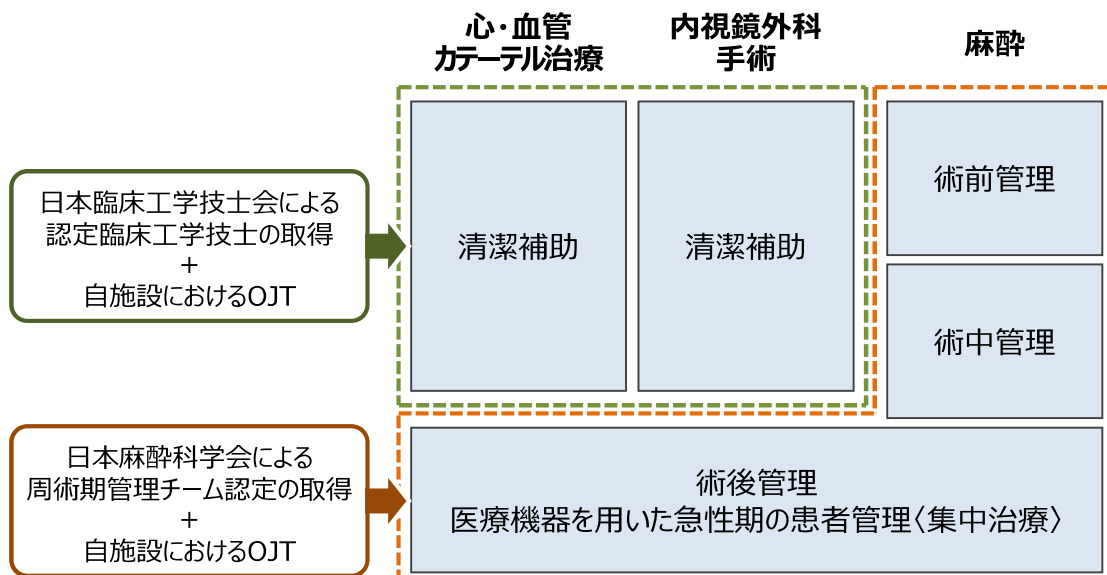 心・血管
カテーテル治療
内視鏡外科
手術
麻酔
日本臨床工学技士会による
認定臨床工学技士の取得
+
自施設におけるOJT
清潔補助
清潔補助
術前管理
術中管理
日本麻酔科学会による
周術期管理チーム認定の取得
+
自施設におけるOJT
術後管理
医療機器を用いた急性期の患者管理〈集中治療〉